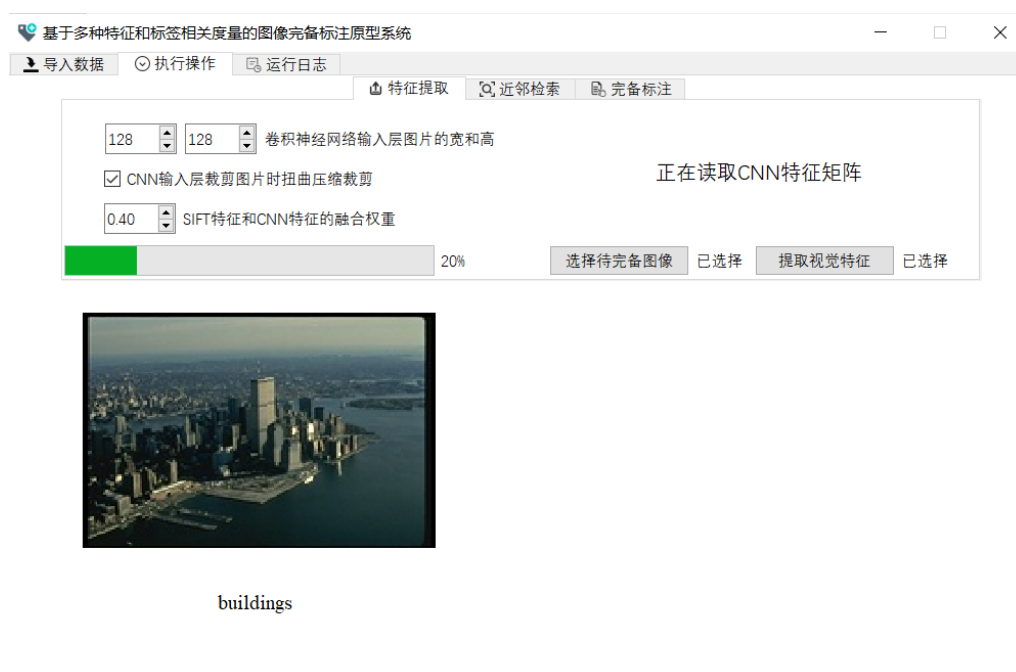 基于多种特征和标签相关度量的图像完备标注原型系统
导入数据 执行操作 运行日志
特征提取 近邻检索 完备标注
128 128 卷积神经网络输入层图片的宽和高
CNN输入层裁剪图片时扭曲压缩裁剪
正在读取CNN特征矩阵
0.40 SIFT特征和CNN特征的融合权重
20% 选择待完备图像 已选择 提取视觉特征 已选择
buildings